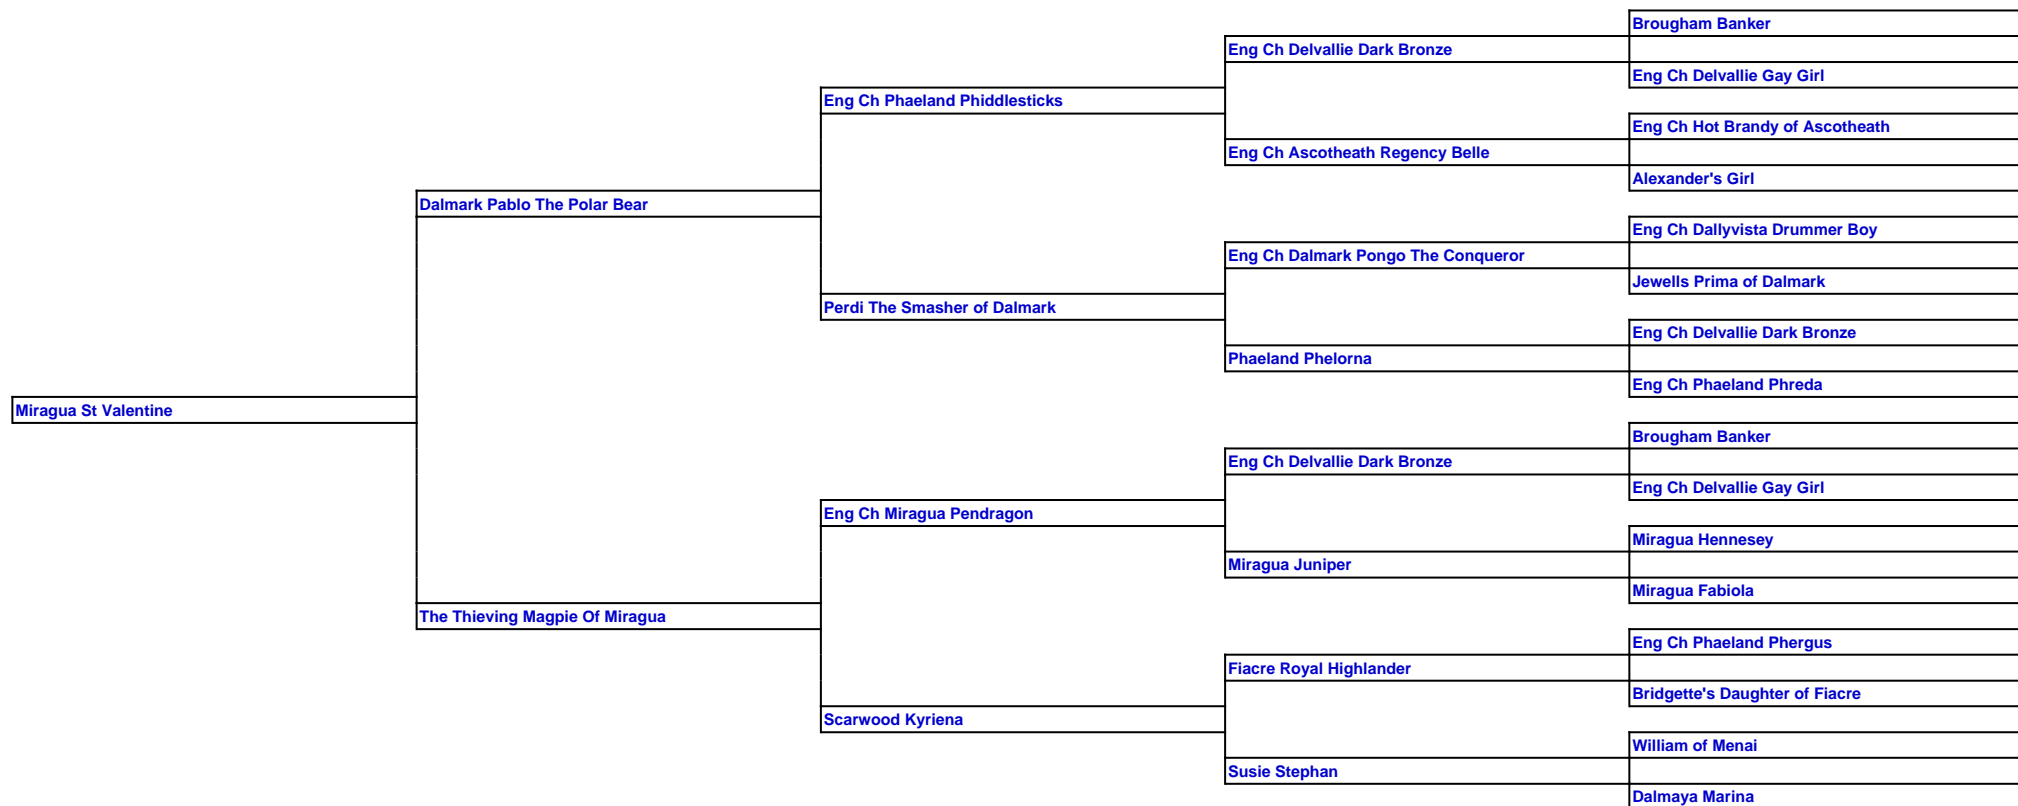 Brougham Banker
Eng Ch Delvallie Dark Bronze
Eng Ch Delvallie Gay Girl
Eng Ch Phaeland Phiddlesticks
Eng Ch Hot Brandy of Ascotheath
Eng Ch Ascotheath Regency Belle
Alexander's Girl
Dalmark Pablo The Polar Bear
Eng Ch Dallyvista Drummer Boy
Eng Ch Dalmark Pongo The Conqueror
Jewells Prima of Dalmark
Perdi The Smasher of Dalmark
Eng Ch Delvallie Dark Bronze
Phaeland Phelorna
Eng Ch Phaeland Phreda
Miragua St Valentine
Brougham Banker
Eng Ch Delvallie Dark Bronze
Eng Ch Delvallie Gay Girl
Eng Ch Miragua Pendragon
Miragua Hennesey
Miragua Juniper
Miragua Fabiola
The Thieving Magpie Of Miragua
Eng Ch Phaeland Phergus
Fiacre Royal Highlander
Bridgette's Daughter of Fiacre
Scarwood Kyriena
William of Menai
Susie Stephan
Dalmaya Marina